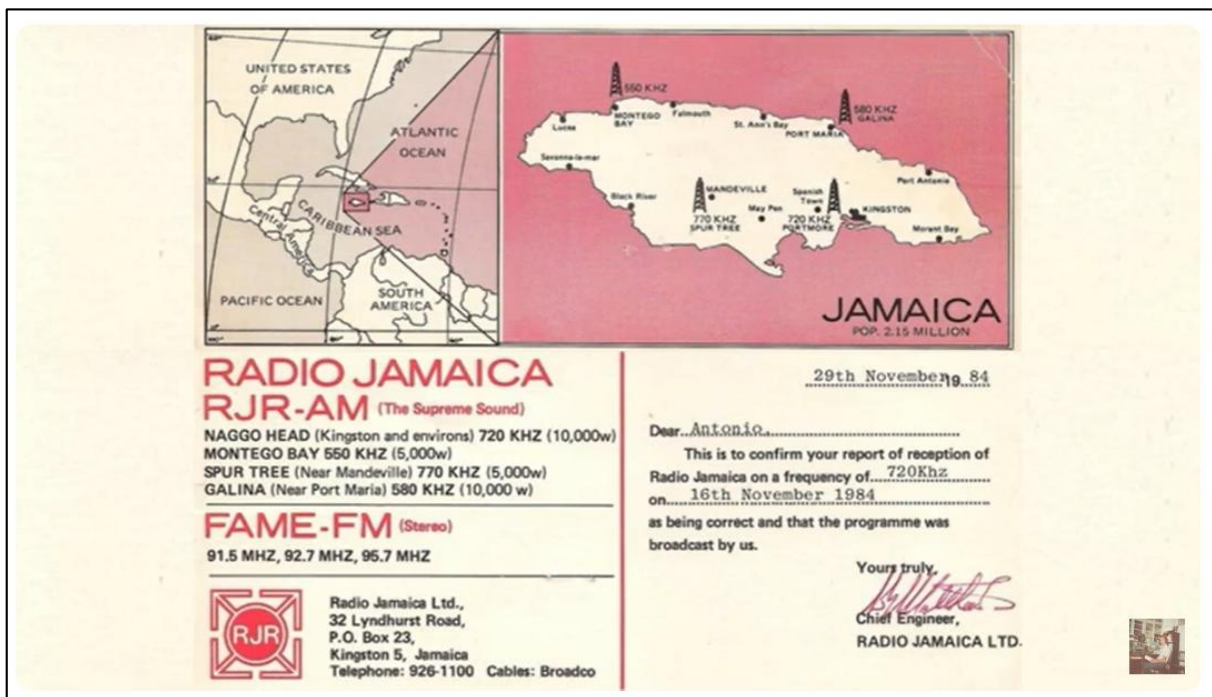 UNITED STATES
OF AMERICA
ATLANTIC
OCEAN
CARIBBEAN SEA
Central America
PACIFIC OCEAN
SOUTH
AMERICA
550 KHZ
MONTEGO
BAY
Lucea
Falmouth
St. Ann's Bay
580 KHZ
GALINA
PORT MARIA
Savanna-la-mar
Black River
MANDEVILLE
770 KHZ
SPUR TREE
May Pen
Spanish
Town
720 KHZ
PORTMORE
KINGSTON
Port Antonio
Morant Bay
JAMAICA
POP. 2.15 MILLION
RADIO JAMAICA
RJR-AM (The Supreme Sound)
NAGGO HEAD (Kingston and environs) 720 KHZ (10,000w)
MONTEGO BAY 550 KHZ (5,000w)
SPUR TREE (Near Mandeville) 770 KHZ (5,000w)
GALINA (Near Port Maria) 580 KHZ (10,000 w)
FAME-FM (Stereo)
91.5 MHZ, 92.7 MHZ, 95.7 MHZ
RJR
Radio Jamaica Ltd.,
32 Lyndhurst Road,
P.O. Box 23,
Kingston 5, Jamaica
Telephone: 926-1100 Cables: Broadco
29th November 19 84
Dear Antonio,
This is to confirm your report of reception of
Radio Jamaica on a frequency of 720Khz
on 16th November 1984
as being correct and that the programme was
broadcast by us.
Yours truly,
Chief Engineer,
RADIO JAMAICA LTD.